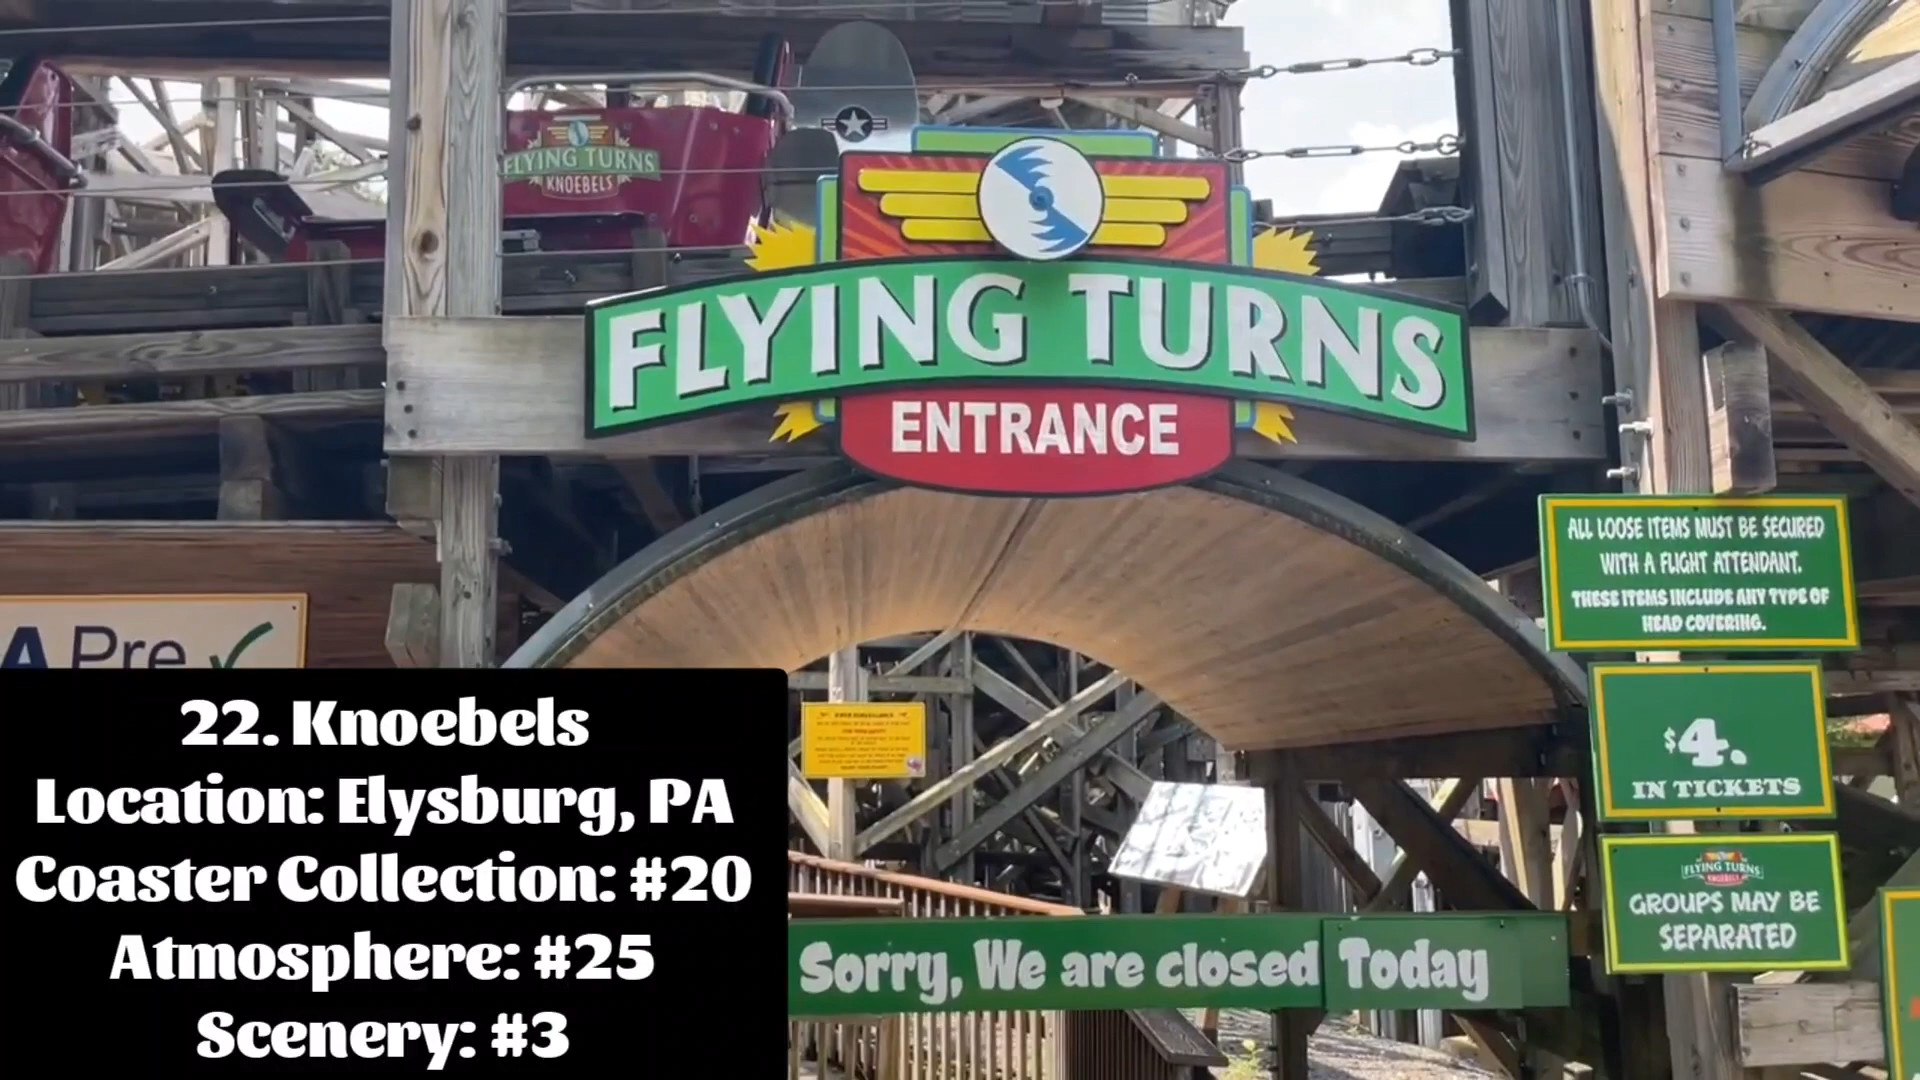 FLYING TURNS
KNOEBELS
FLYING TURNS
ENTRANCE
ALL LOOSE ITEMS MUST BE SECURED
WITH A FLIGHT ATTENDANT.
THESE ITEMS INCLUDE ANY TYPE OF
HEAD COVERING.
A Pre
$4.
IN TICKETS
FLYING TURNS
KNOEBELS
GROUPS MAY BE
SEPARATED
Sorry, We are closed Today
22. Knoebels
Location: Elysburg, PA
Coaster Collection: #20
Atmosphere: #25
Scenery: #3